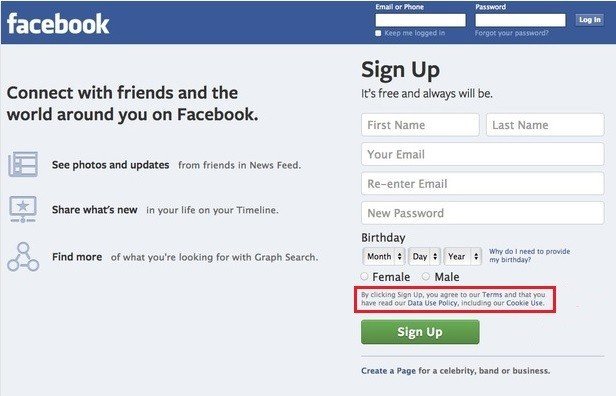 facebook
Email or Phone
Password
Log In
Keep me logged in
Forgot your password?
Connect with friends and the
world around you on Facebook.
See photos and updates from friends in News Feed.
Share what's new in your life on your Timeline.
Find more of what you're looking for with Graph Search.
Sign Up
It's free and always will be.
First Name
Last Name
Your Email
Re-enter Email
New Password
Birthday
Month
Day
Year
Why do I need to provide
my birthday?
Female
Male
By clicking Sign Up, you agree to our Terms and that you
have read our Data Use Policy, including our Cookie Use.
Sign Up
Create a Page for a celebrity, band or business.